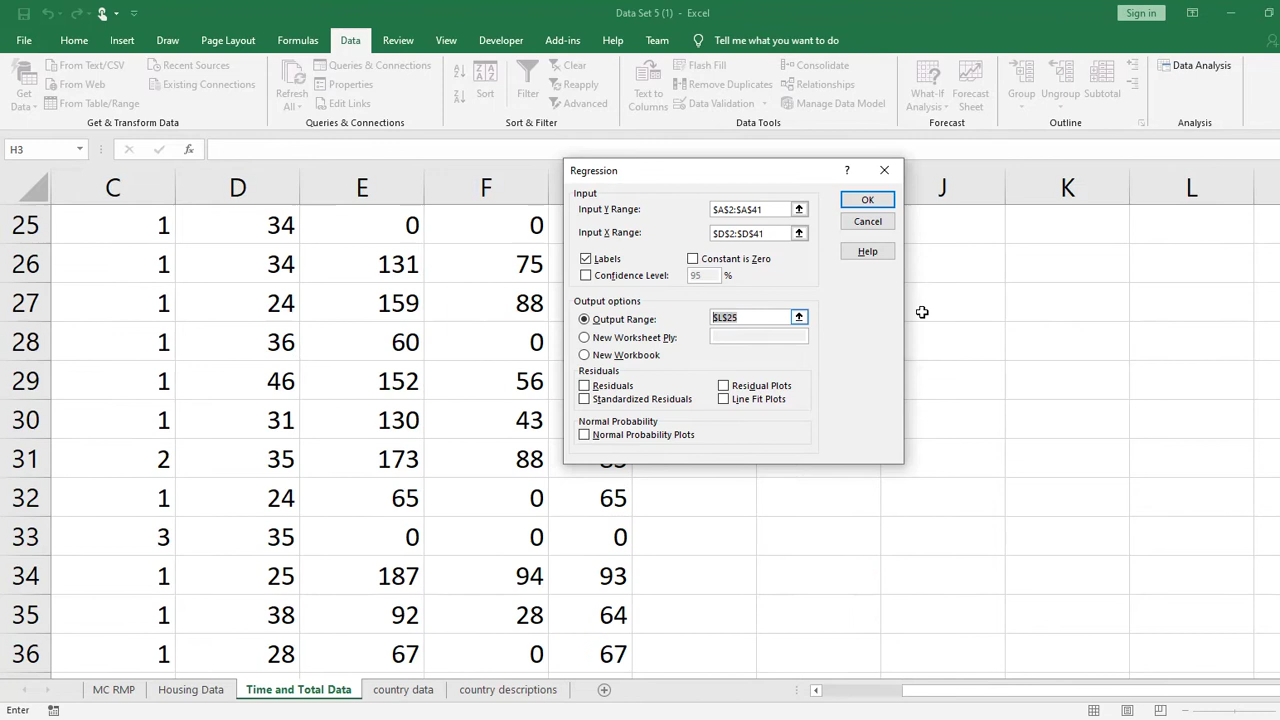 Data Set 5 (1) - Excel
Sign in
File Home Insert Draw Page Layout Formulas Data Review View Developer Add-ins Help Team Tell me what you want to do
Get Data
From Text/CSV
From Web
From Table/Range
Recent Sources
Existing Connections
Get & Transform Data
Refresh All
Queries & Connections
Properties
Edit Links
Queries & Connections
Sort
Filter
Clear
Reapply
Advanced
Sort & Filter
Text to Columns
Flash Fill
Remove Duplicates
Data Validation
Consolidate
Relationships
Manage Data Model
Data Tools
What-If Analysis
Forecast Sheet
Forecast
Group
Ungroup
Subtotal
Outline
Data Analysis
Analysis
H3
fx
C D E F J K L
25 1 34 0 0
26 1 34 131 75
27 1 24 159 88
28 1 36 60 0
29 1 46 152 56
30 1 31 130 43
31 2 35 173 88
32 1 24 65 0 65
33 3 35 0 0 0
34 1 25 187 94 93
35 1 38 92 28 64
36 1 28 67 0 67
Regression
?
Input
Input Y Range: $A$2:$A$41
Input X Range: $D$2:$D$41
Labels Constant is Zero
Confidence Level: 95 %
OK
Cancel
Help
Output options
Output Range: $L$25
New Worksheet Ply:
New Workbook
Residuals
Residuals Residual Plots
Standardized Residuals Line Fit Plots
Normal Probability
Normal Probability Plots
MC RMP Housing Data Time and Total Data country data country descriptions
Enter